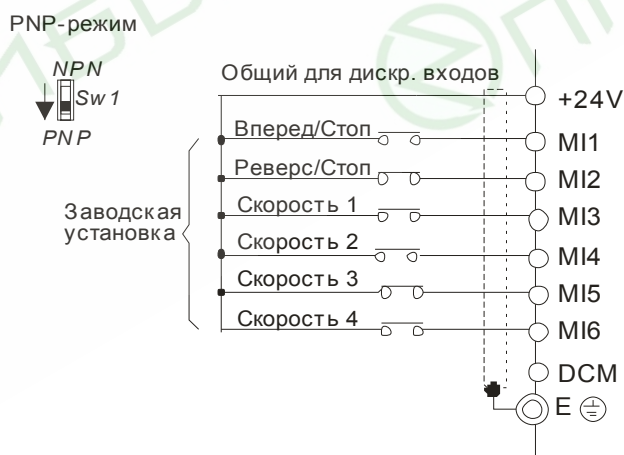 PNP-режим
NPN
Sw1
PNP
Общий для дискр. входов
+24V
Вперед/Стоп
MI1
Реверс/Стоп
MI2
Скорость 1
MI3
Заводская
установка
Скорость 2
MI4
Скорость 3
MI5
Скорость 4
MI6
DCM
E